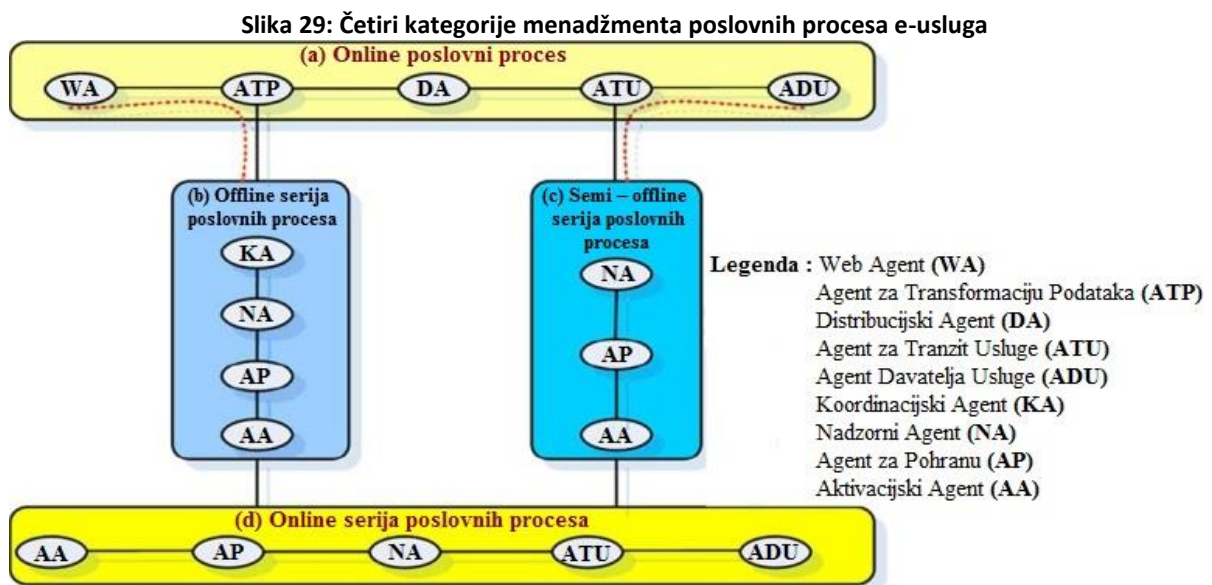 Slika 29: Četiri kategorije menadžmenta poslovnih procesa e-usluga
(a) Online poslovni proces
WA ATP DA ATU ADU
(b) Offline serija
poslovnih procesa
KA
NA
AP
AA
(c) Semi – offline
serija poslovnih
procesa
NA
AP
AA
Legenda : Web Agent (WA)
Agent za Transformaciju Podataka (ATP)
Distribucijski Agent (DA)
Agent za Tranzit Usluge (ATU)
Agent Davatelja Usluge (ADU)
Koordinacijski Agent (KA)
Nadzorni Agent (NA)
Agent za Pohranu (AP)
Aktivacijski Agent (AA)
(d) Online serija poslovnih procesa
AA AP NA ATU ADU